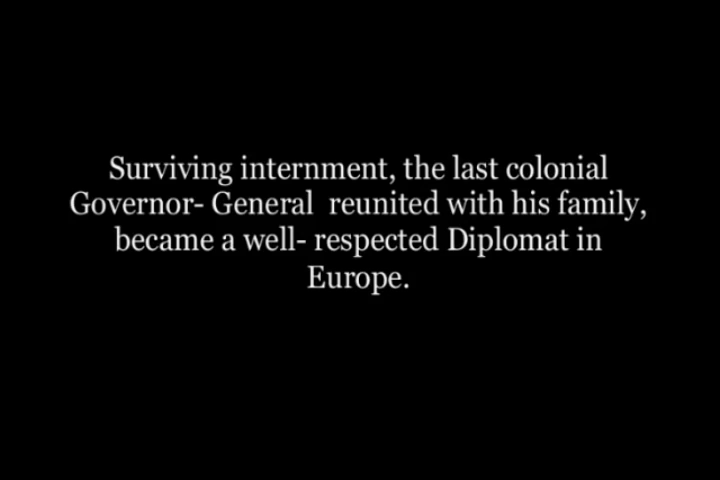 Surviving internment, the last colonial
Governor- General  reunited with his family,
became a well- respected Diplomat in
Europe.